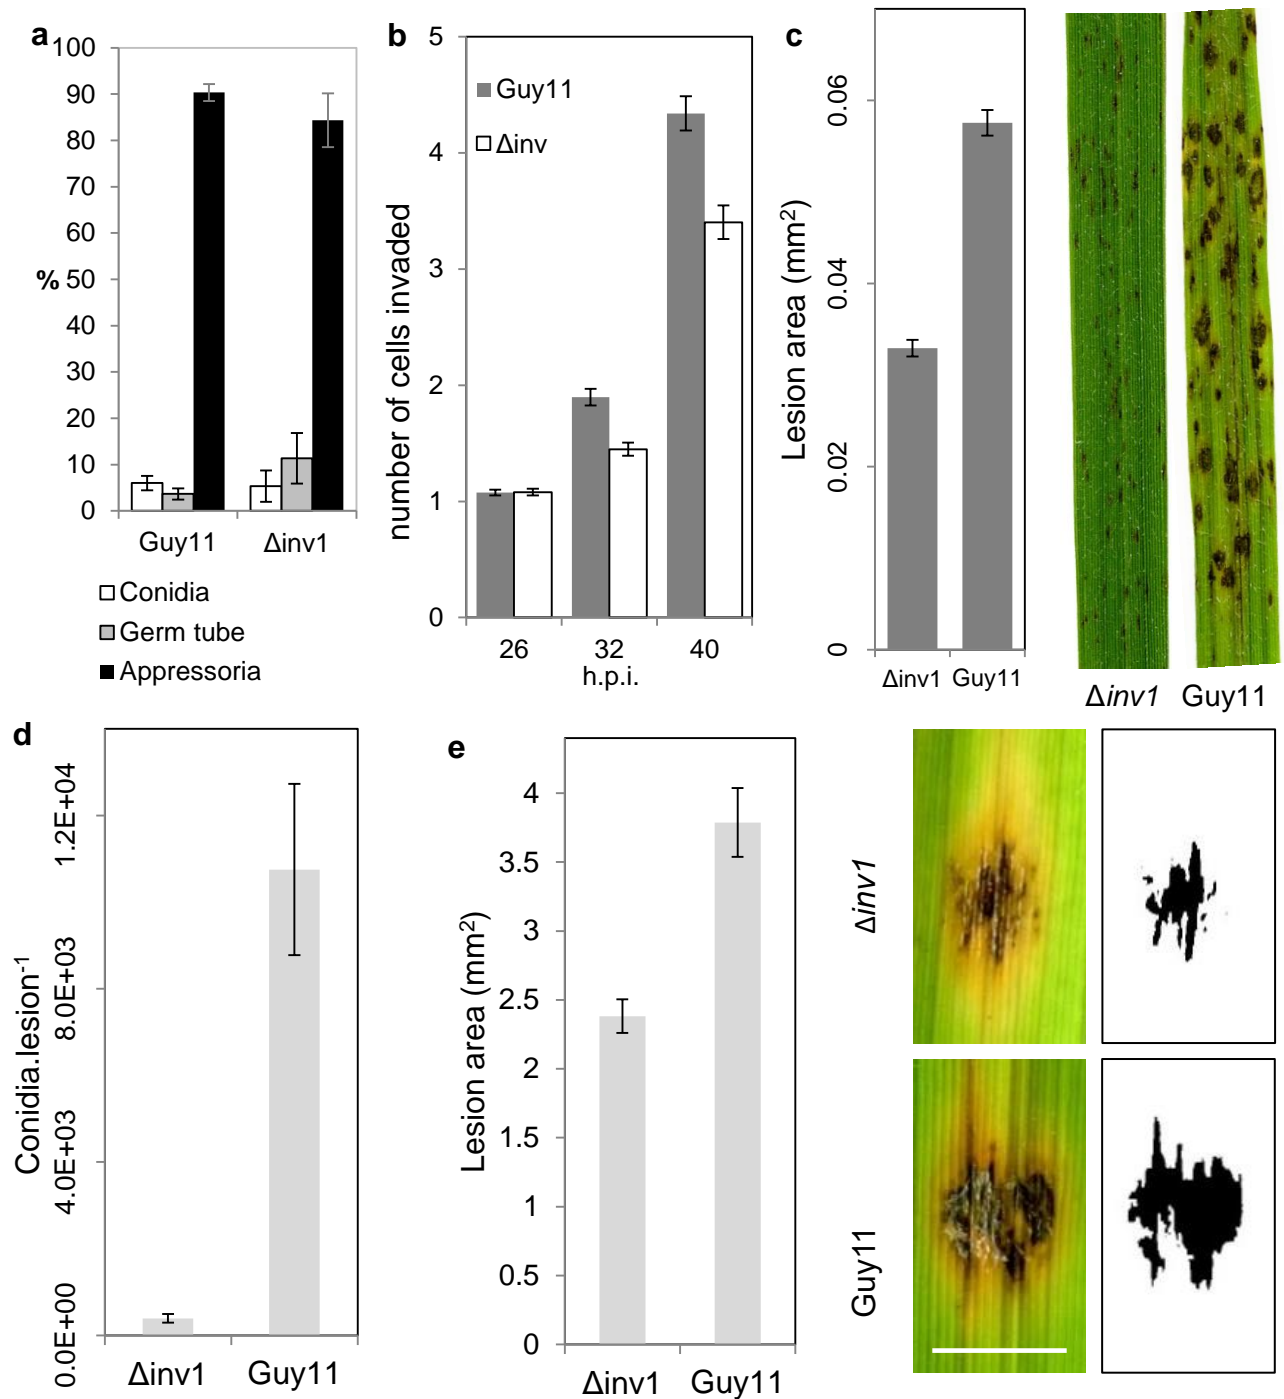 a
100
90
80
70
60
% 50
40
30
20
10
0
Guy11 Δinv1
Conidia
Germ tube
Appressoria
b
number of cells invaded
5
4
3
2
1
0
Guy11
Δinv
26 32 40
h.p.i.
c
Lesion area (mm²)
0.06
0.04
0.02
0
Δinv1 Guy11
Δinv1 Guy11
d
Conidia.lesion⁻¹
1.2E+04
8.0E+03
4.0E+03
0.0E+00
Δinv1 Guy11
e
Lesion area (mm²)
4
3.5
3
2.5
2
1.5
1
0.5
0
Δinv1 Guy11
Δinv1
Guy11